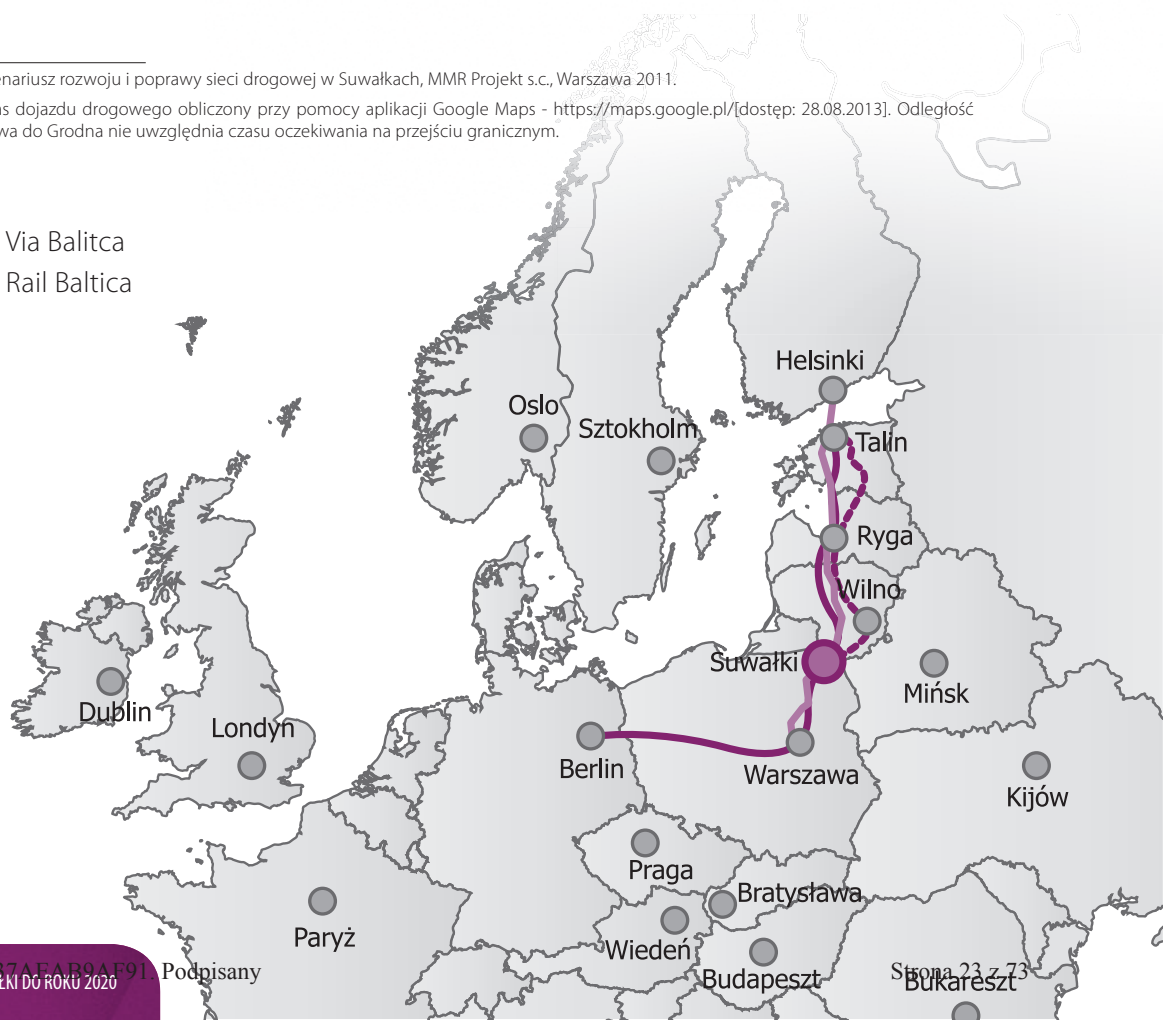 enariusz rozwoju i poprawy sieci drogowej w Suwałkach, MMR Projekt s.c., Warszawa 2011.
as dojazdu drogowego obliczony przy pomocy aplikacji Google Maps - https://maps.google.pl/[dostęp: 28.08.2013]. Odległość
wa do Grodna nie uwzględnia czasu oczekiwania na przejściu granicznym.
Via Balitca
Rail Baltica
Helsinki
Oslo
Sztokholm
Talin
Ryga
Wilno
Suwałki
Mińsk
Dublin
Londyn
Berlin
Warszawa
Kijów
Praga
Bratysława
Paryż
Wiedeń
Budapeszt
Bukareszt
37AEAB9AF91. Podpisany
Strona 23 z 73
ŁKI DO ROKU 2020